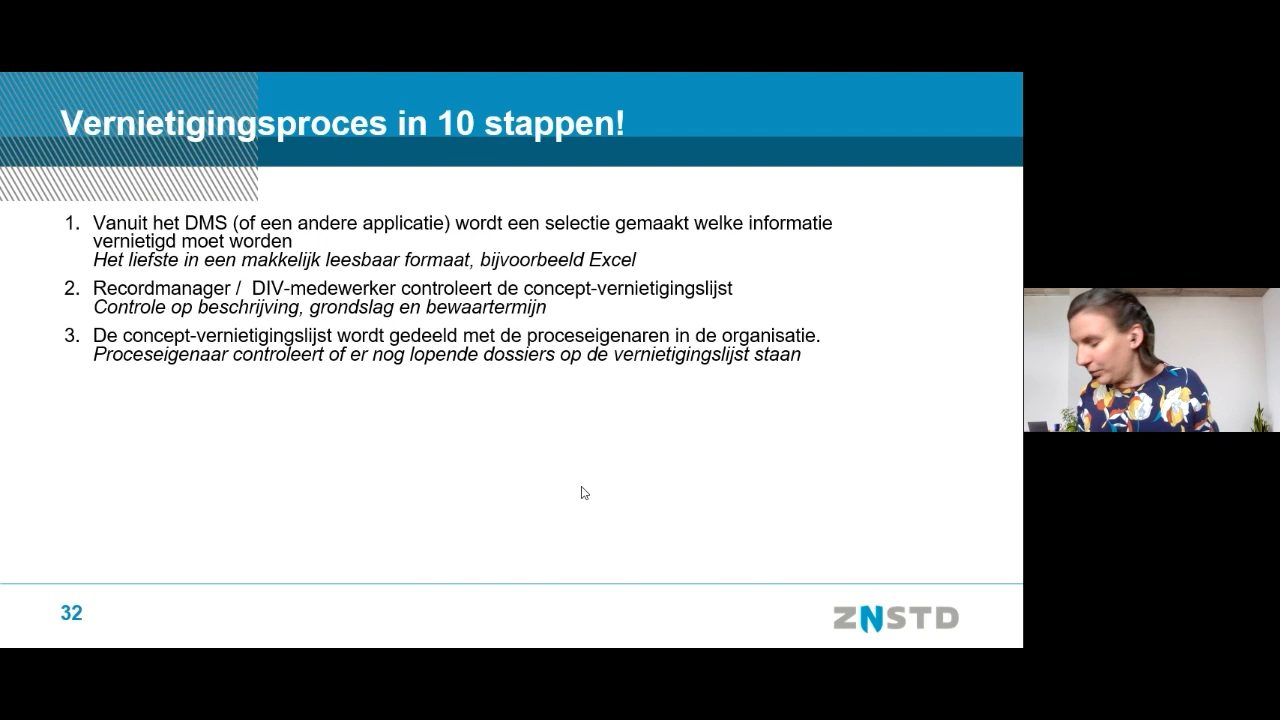 Vernietigingsproces in 10 stappen!
1. Vanuit het DMS (of een andere applicatie) wordt een selectie gemaakt welke informatie
vernietigd moet worden
Het liefste in een makkelijk leesbaar formaat, bijvoorbeeld Excel
2. Recordmanager / DIV-medewerker controleert de concept-vernietigingslijst
Controle op beschrijving, grondslag en bewaartermijn
3. De concept-vernietigingslijst wordt gedeeld met de proceseigenaren in de organisatie.
Proceseigenaar controleert of er nog lopende dossiers op de vernietigingslijst staan
32
ZNSTD